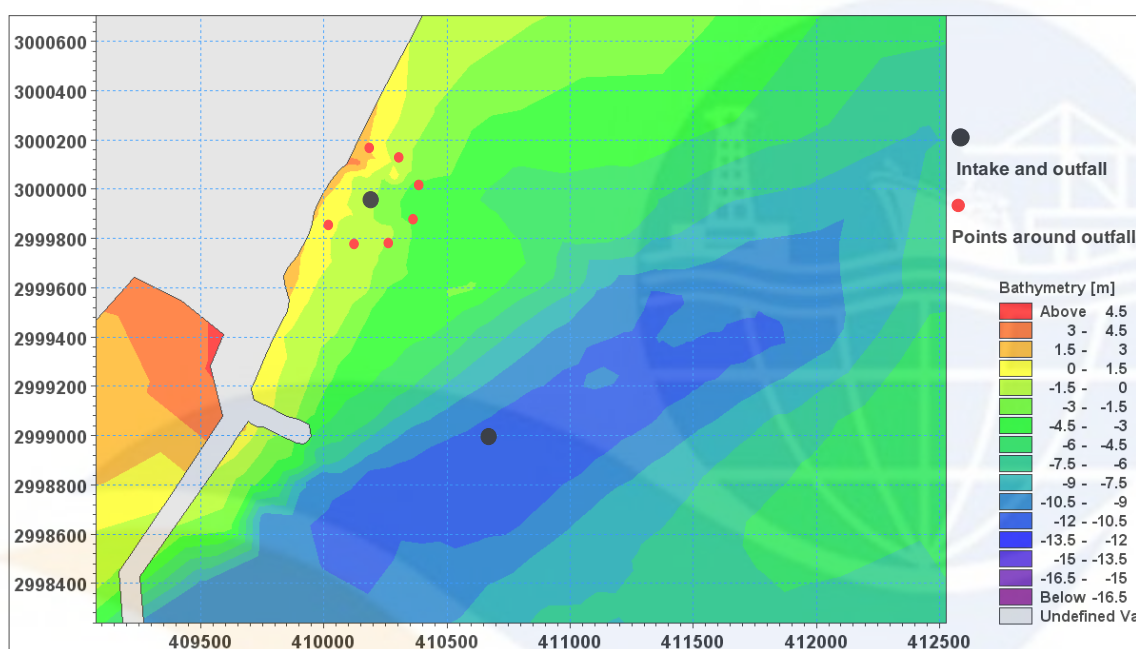 3000600
3000400
3000200
3000000
2999800
2999600
2999400
2999200
2999000
2998800
2998600
2998400
409500 410000 410500 411000 411500 412000 412500
Intake and outfall
Points around outfall
Bathymetry [m]
Above 4.5
3 - 4.5
1.5 - 3
0 - 1.5
-1.5 - 0
-3 - -1.5
-4.5 - -3
-6 - -4.5
-7.5 - -6
-9 - -7.5
-10.5 - -9
-12 - -10.5
-13.5 - -12
-15 - -13.5
-16.5 - -15
Below -16.5
Undefined Va